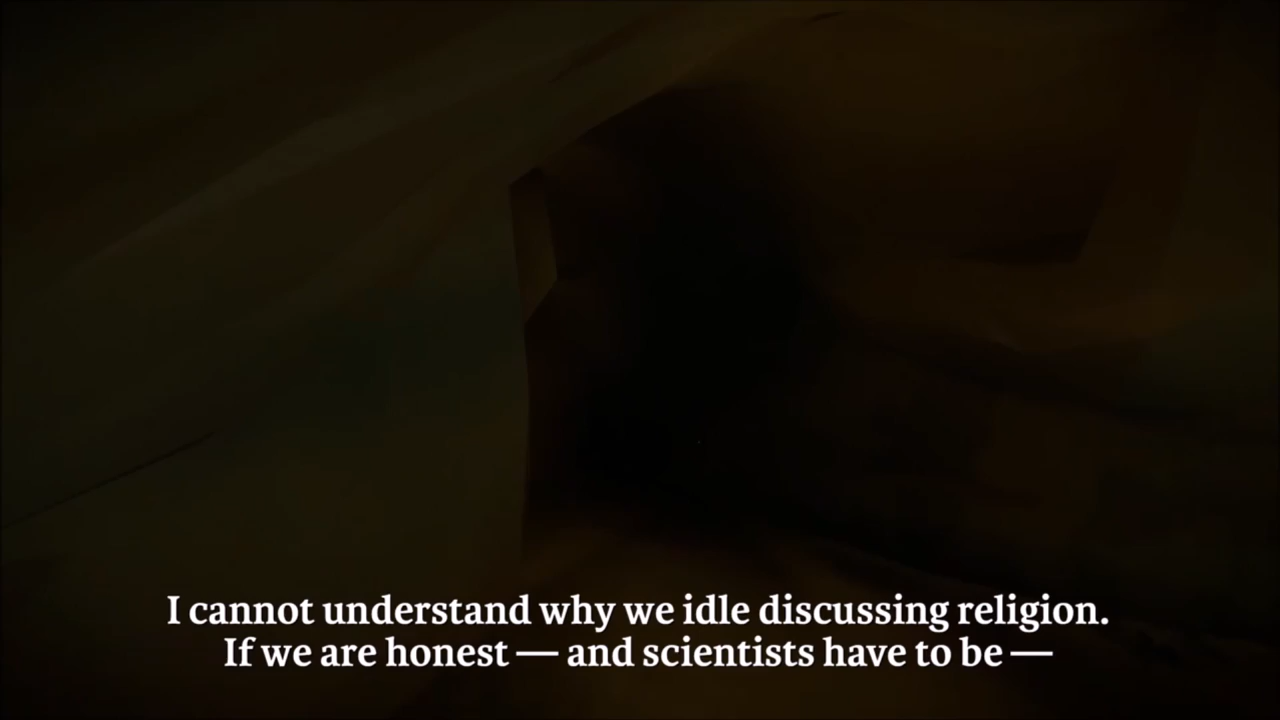 I cannot understand why we idle discussing religion.
If we are honest — and scientists have to be —